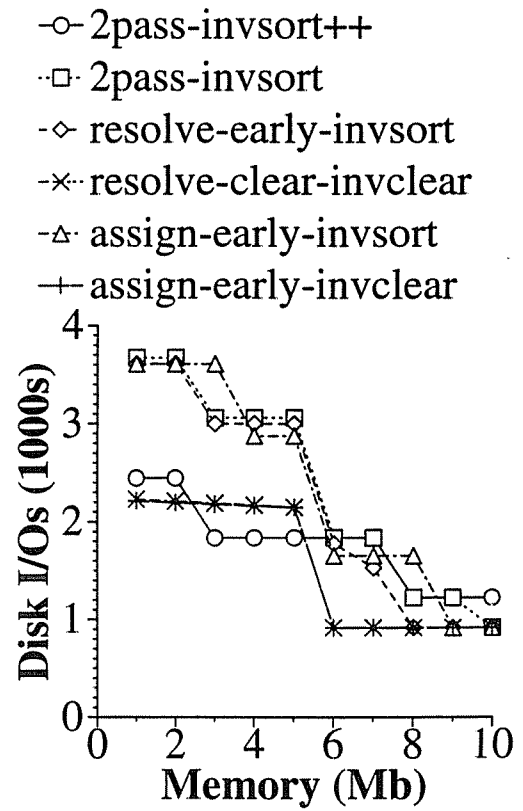 2pass-invsort++
2pass-invsort
resolve-early-invsort
resolve-clear-invclear
assign-early-invsort
assign-early-invclear
4
3
2
1
0
Disk I/Os (1000s)
0 2 4 6 8 10
Memory (Mb)